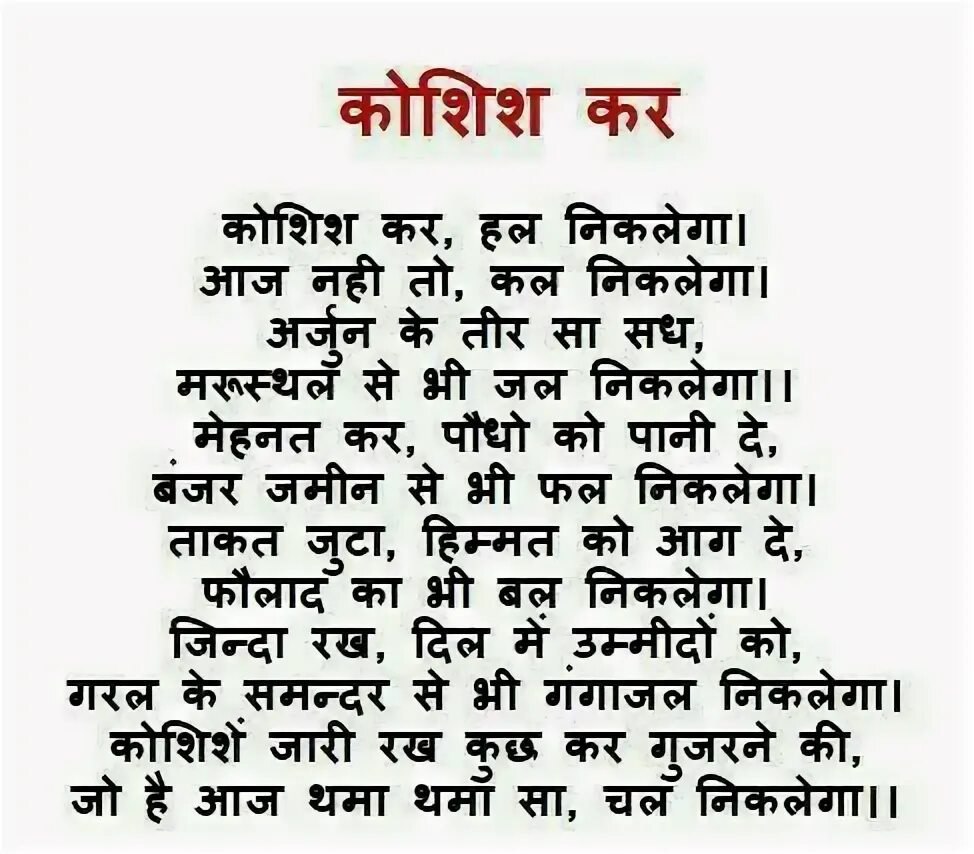 कोशिश कर
कोशिश कर, हल निकलेगा।
आज नही तो, कल निकलेगा।
अर्जुन के तीर सा सध,
मरूस्थल से भी जल निकलेगा।।
मेहनत कर, पौधो को पानी दे,
बंजर जमीन से भी फल निकलेगा।
ताकत जुटा, हिम्मत को आग दे,
फौलाद का भी बल निकलेगा।
जिन्दा रख, दिल में उम्मीदों को,
गरल के समन्दर से भी गंगाजल निकलेगा।
कोशिशें जारी रख कुछ कर गुजरने की,
जो है आज थमा थमा सा, चल निकलेगा।।